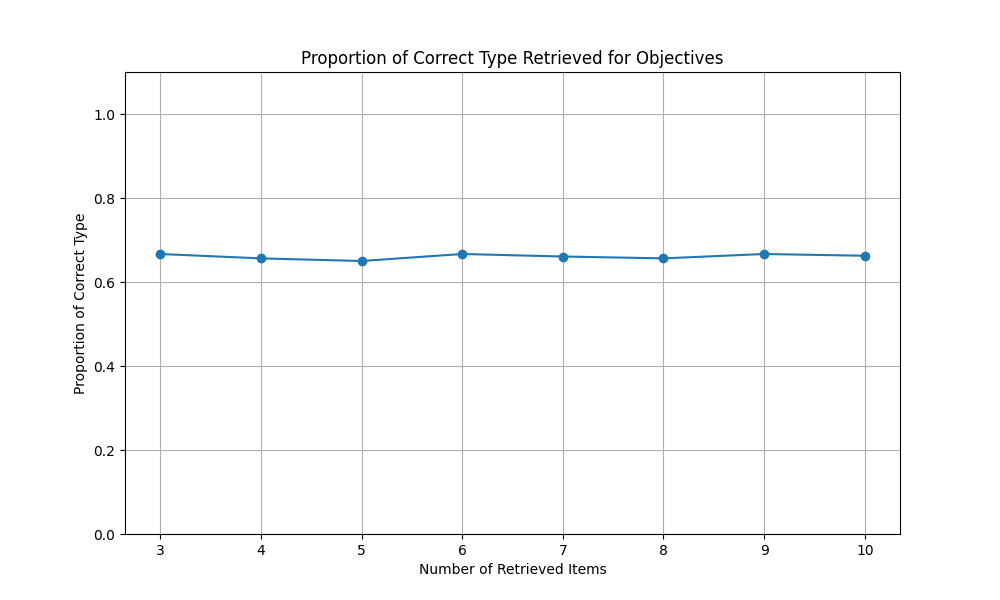 Proportion of Correct Type Retrieved for Objectives
1.0
0.8
0.6
0.4
0.2
0.0
Proportion of Correct Type
3 4 5 6 7 8 9 10
Number of Retrieved Items